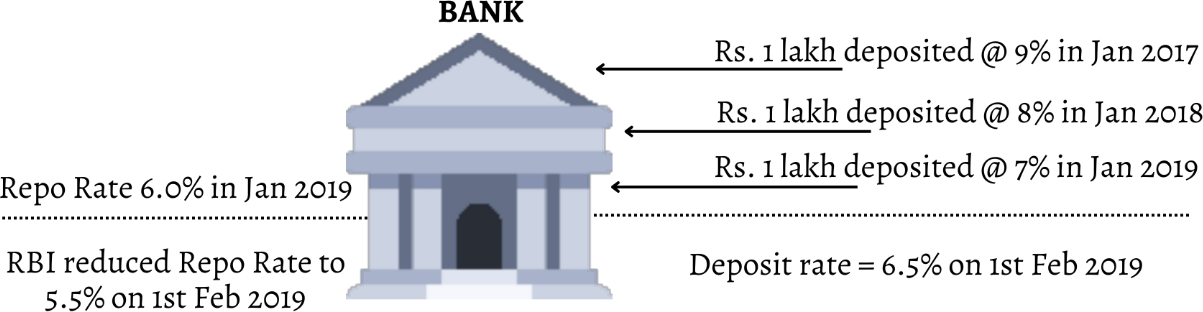 BANK
Rs. 1 lakh deposited @ 9% in Jan 2017
Rs. 1 lakh deposited @ 8% in Jan 2018
Rs. 1 lakh deposited @ 7% in Jan 2019
Repo Rate 6.0% in Jan 2019
RBI reduced Repo Rate to
5.5% on 1st Feb 2019
Deposit rate = 6.5% on 1st Feb 2019